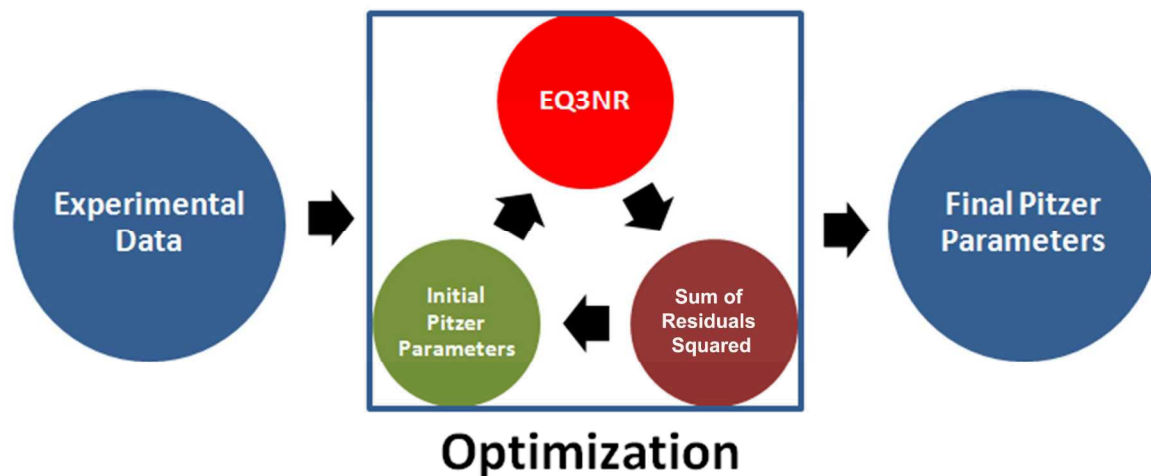 EQ3NR
Experimental
Data
Final Pitzer
Parameters
Initial
Pitzer
Parameters
Sum of
Residuals
Squared
Optimization